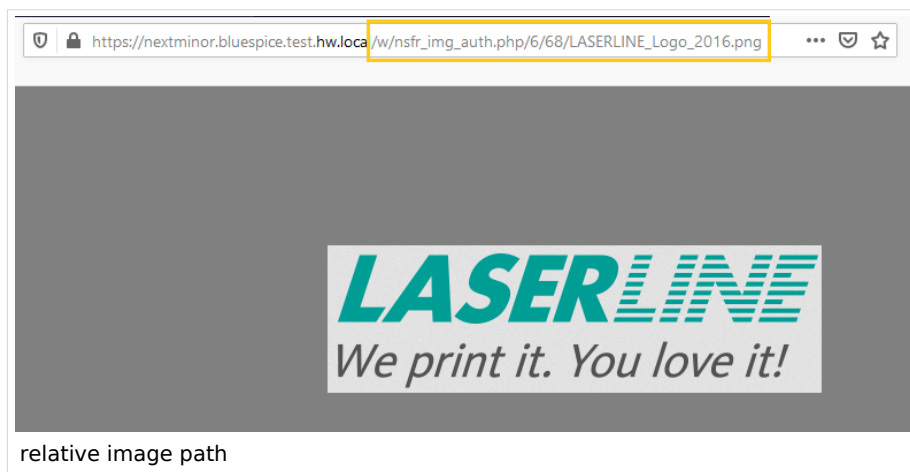 https://nextminor.bluespice.test.hw.loca/w/nsfr_img_auth.php/6/68/LASERLINE_Logo_2016.png
LASERLINE
We print it. You love it!
relative image path